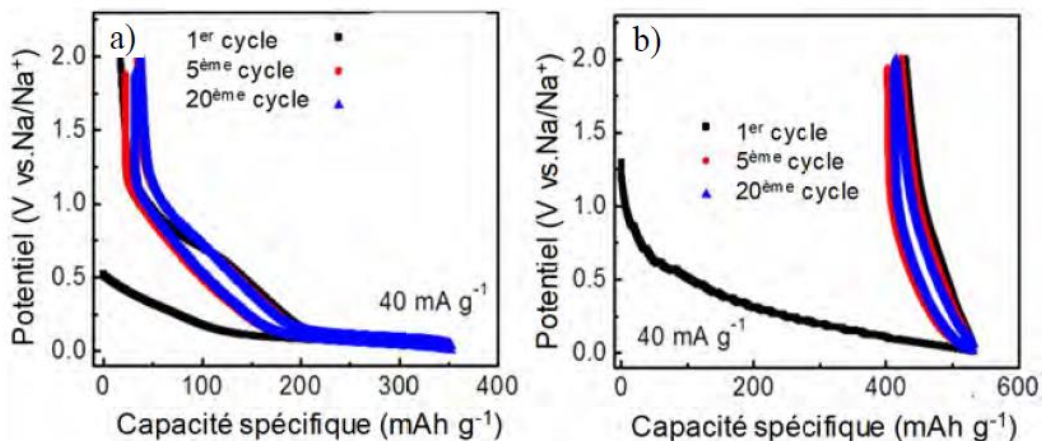 a)
1er cycle
5ème cycle
20ème cycle
40 mA g-1
2.0
1.5
1.0
0.5
0.0
0
100
200
300
400
Potentiel (V vs.Na/Na+)
Capacité spécifique (mAh g-1)
b)
1er cycle
5ème cycle
20ème cycle
40 mA g-1
2.0
1.5
1.0
0.5
0.0
0
200
400
600
Potentiel (V vs.Na/Na+)
Capacité spécifique (mAh g-1)